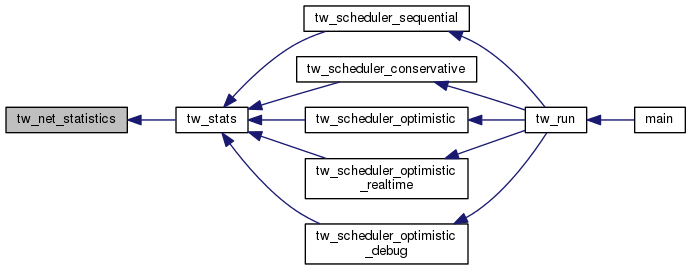 tw_scheduler_sequential
tw_scheduler_conservative
tw_net_statistics
tw_stats
tw_scheduler_optimistic
tw_run
main
tw_scheduler_optimistic
_realtime
tw_scheduler_optimistic
_debug